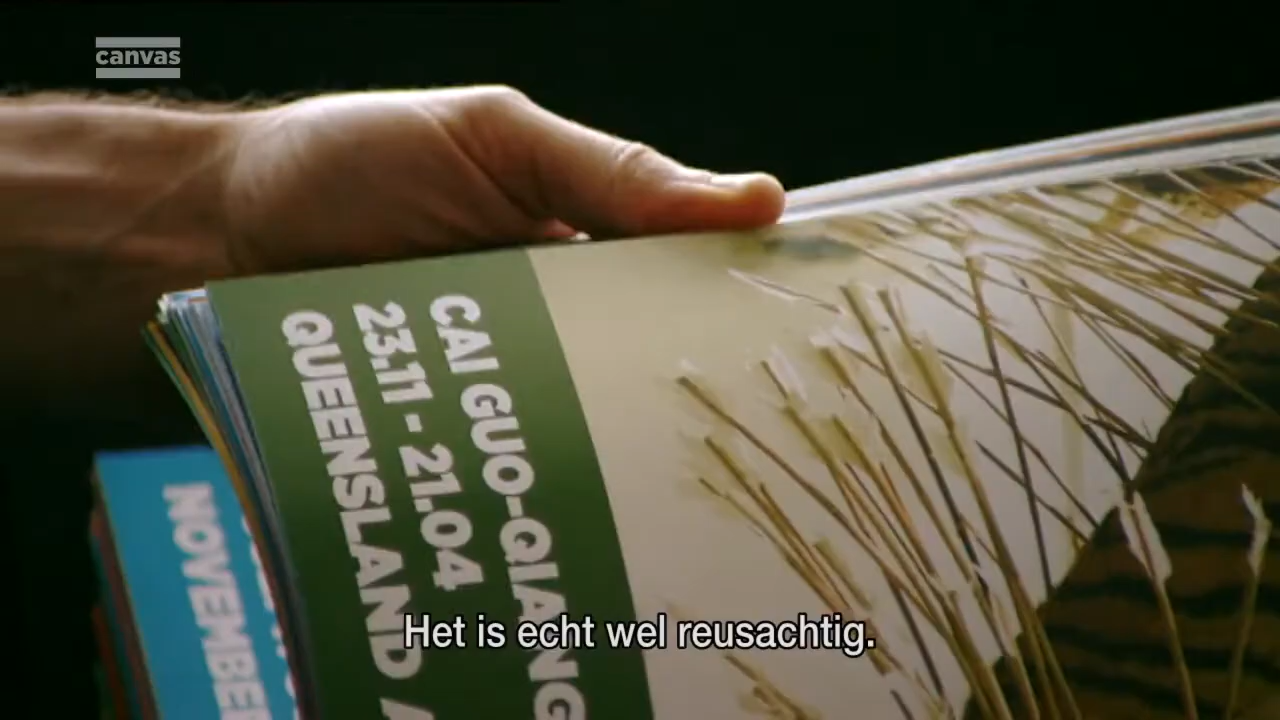 canvas
CAI GUO-QIANG
23.11 - 21.04
QUEENSLAND
NOVEMBER
Het is echt wel reusachtig.